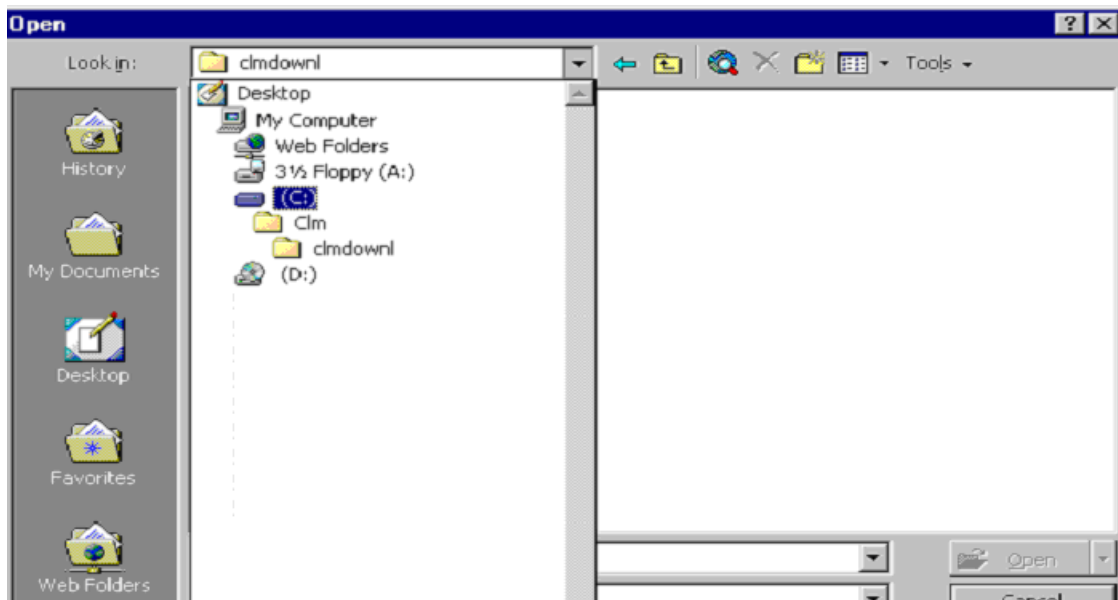 Open
Look in:
clmdownl
Tools
Desktop
My Computer
Web Folders
3½ Floppy (A:)
(C:)
Clm
clmdownl
(D:)
History
My Documents
Desktop
Favorites
Web Folders
Open
Cancel